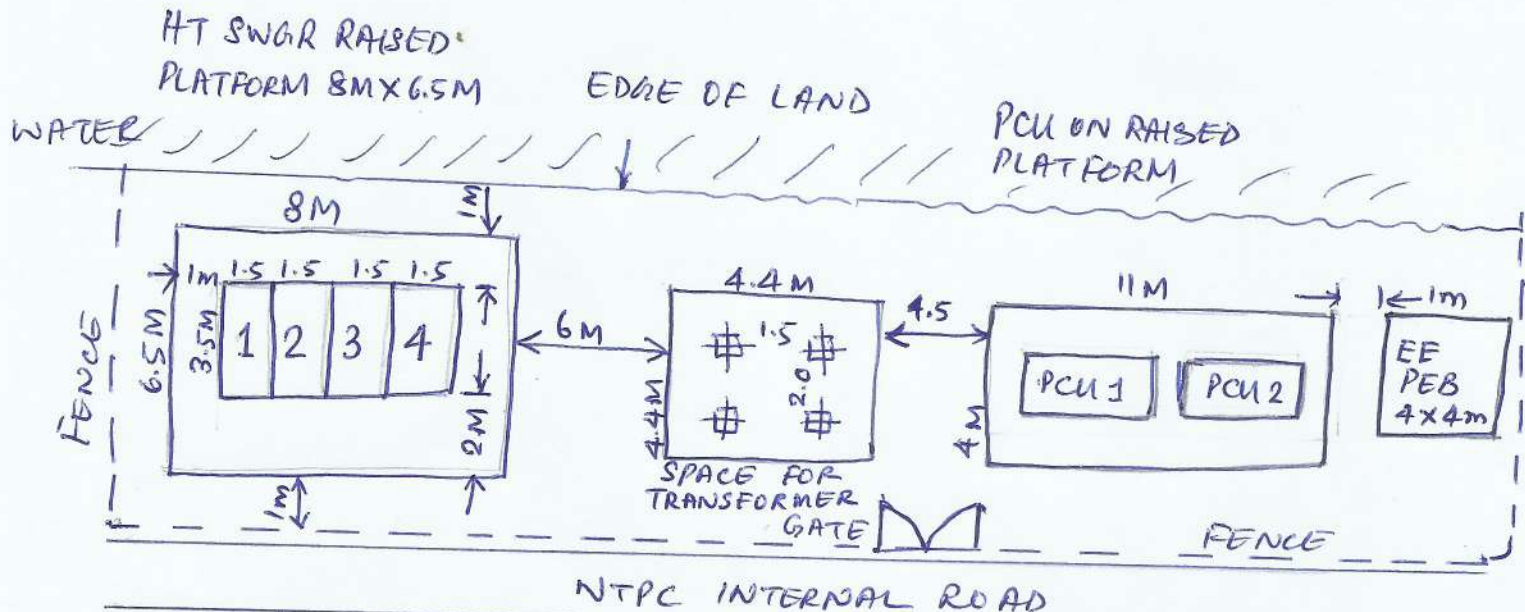 HT SWGR RAISED
PLATFORM 8M X 6.5M
EDGE OF LAND
WATER
PCU ON RAISED
PLATFORM
8M
1M
1m
1.5 1.5 1.5 1.5
4.4M
11M
1m
FENCE
6.5M
3.5M
1 2 3 4
6M
1.5
2.0
4.5
PCU 1
PCU 2
EE
PEB
4x4m
2M
4.4M
4M
SPACE FOR
TRANSFORMER
GATE
1m
FENCE
NTPC INTERNAL ROAD